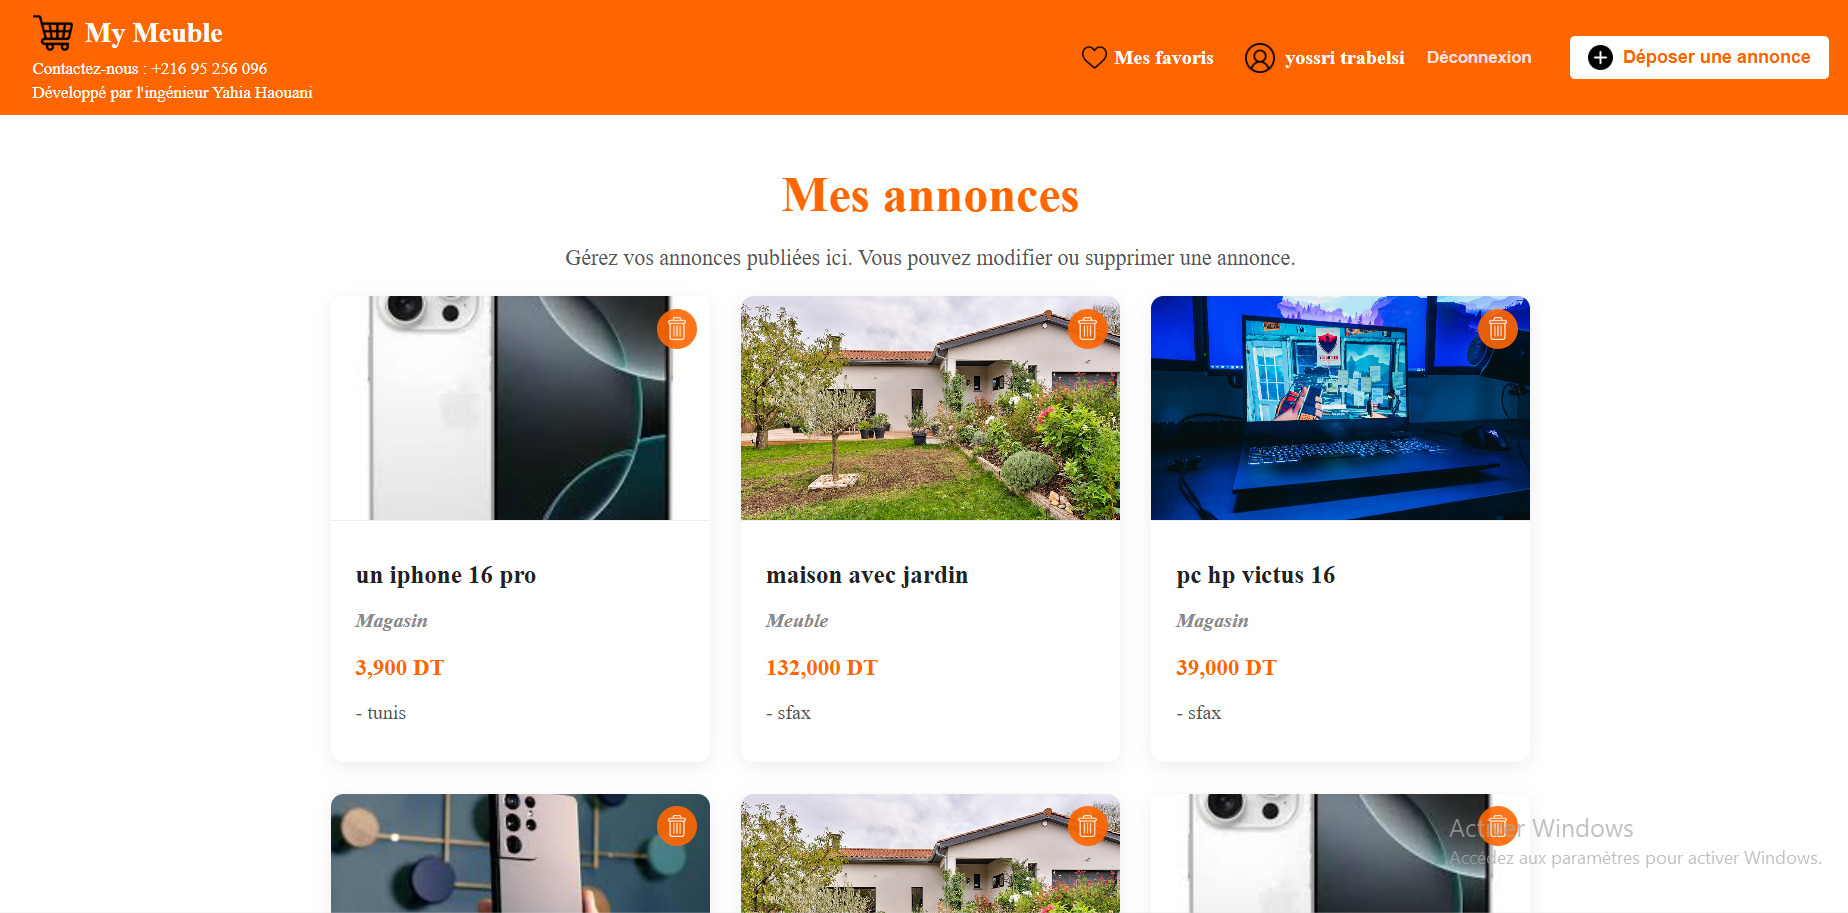 My Meuble
Contactez-nous : +216 95 256 096
Développé par l'ingénieur Yahia Haouani
Mes favoris
yossri trabelsi
Déconnexion
Déposer une annonce
Mes annonces
Gérez vos annonces publiées ici. Vous pouvez modifier ou supprimer une annonce.
un iphone 16 pro
Magasin
3,900 DT
- tunis
maison avec jardin
Meuble
132,000 DT
- sfax
pc hp victus 16
Magasin
39,000 DT
- sfax
Activer Windows
Accédez aux paramètres pour activer Windows.